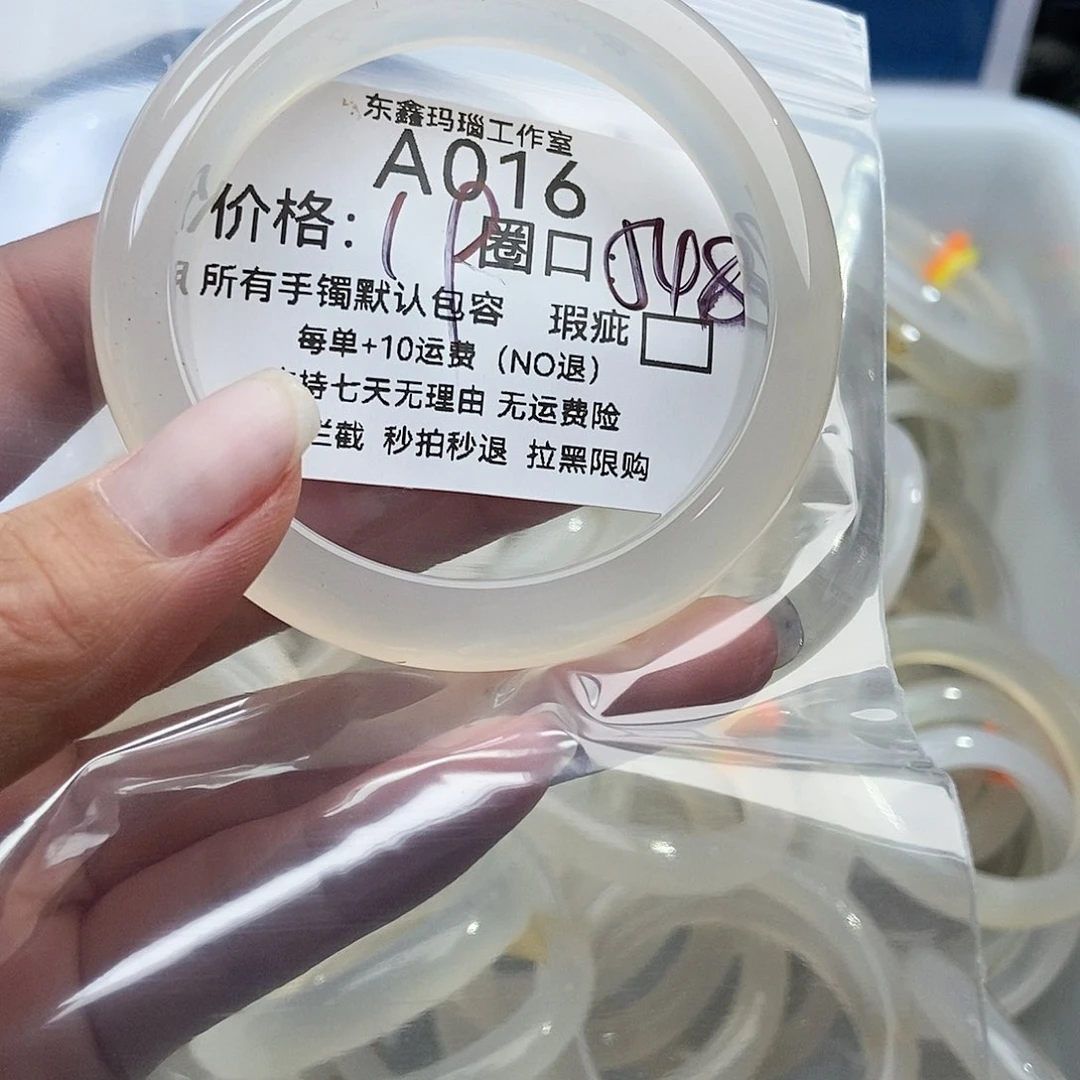 东鑫玛瑙工作室
A016
价格: 19 圈口 548
所有手镯默认包容 瑕疵
每单+10运费 (NO退)
持七天无理由 无运费险
拦截 秒拍秒退 拉黑限购